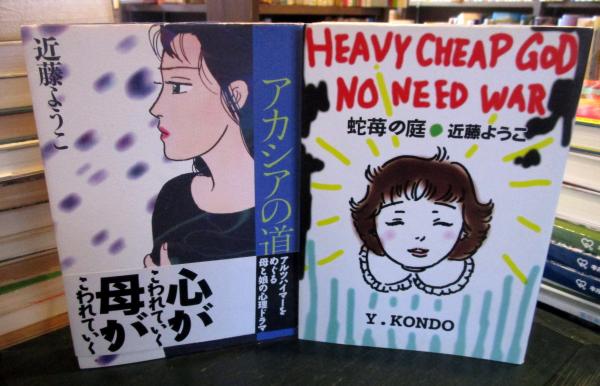 近藤ようこ
アカシアの道
アルツハイマーを
めぐる
母と娘の心理ドラマ
心が
こわれていく
母が
こわれていく
HEAVY CHEAP GOD
NO NEED WAR
蛇苺の庭●近藤ようこ
Y.KONDO